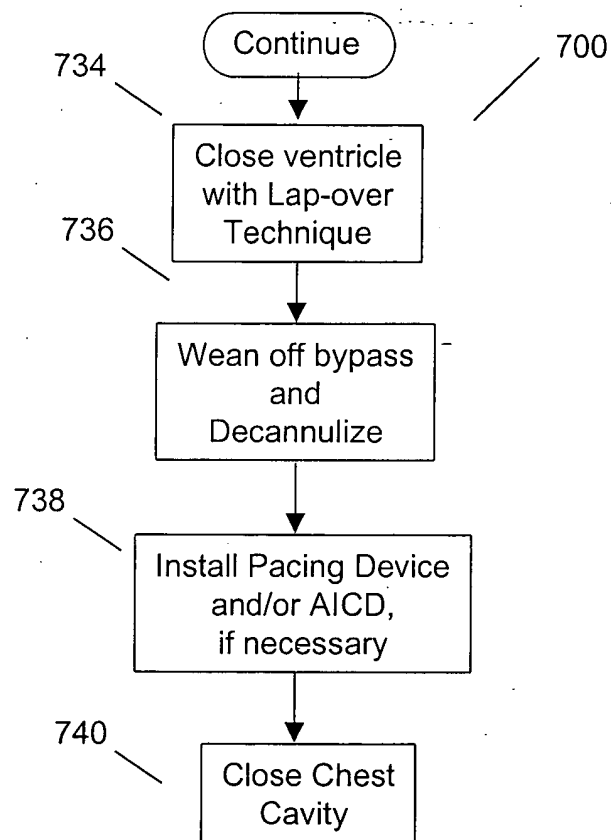 Continue
700
734
Close ventricle
with Lap-over
Technique
736
Wean off bypass
and
Decannulize
738
Install Pacing Device
and/or AICD,
if necessary
740
Close Chest
Cavity